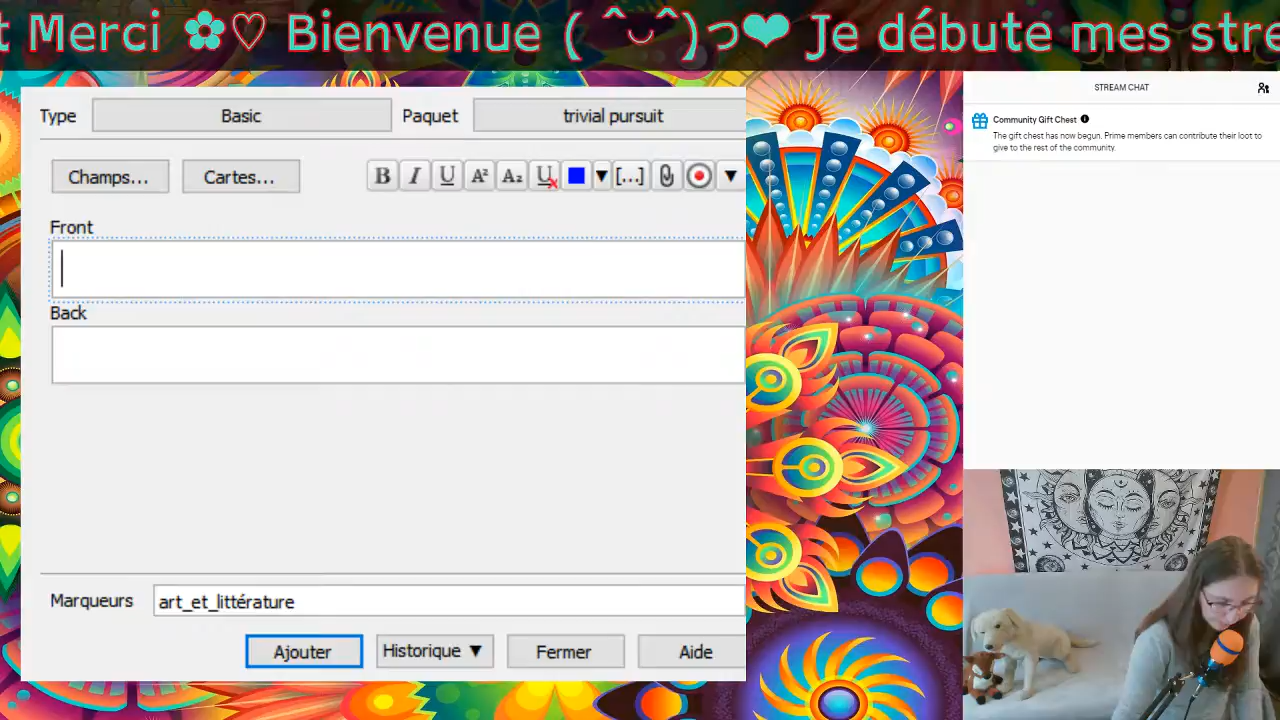 t Merci ✿♡ Bienvenue ( ˆ◡ˆ)っ❤ Je débute mes stre
Type Basic Paquet trivial pursuit
Champs... Cartes... B I U A² A₂ U [...]
Front
Back
Marqueurs art_et_littérature
Ajouter Historique ▼ Fermer Aide
STREAM CHAT
Community Gift Chest
The gift chest has now begun. Prime members can contribute their loot to
give to the rest of the community.